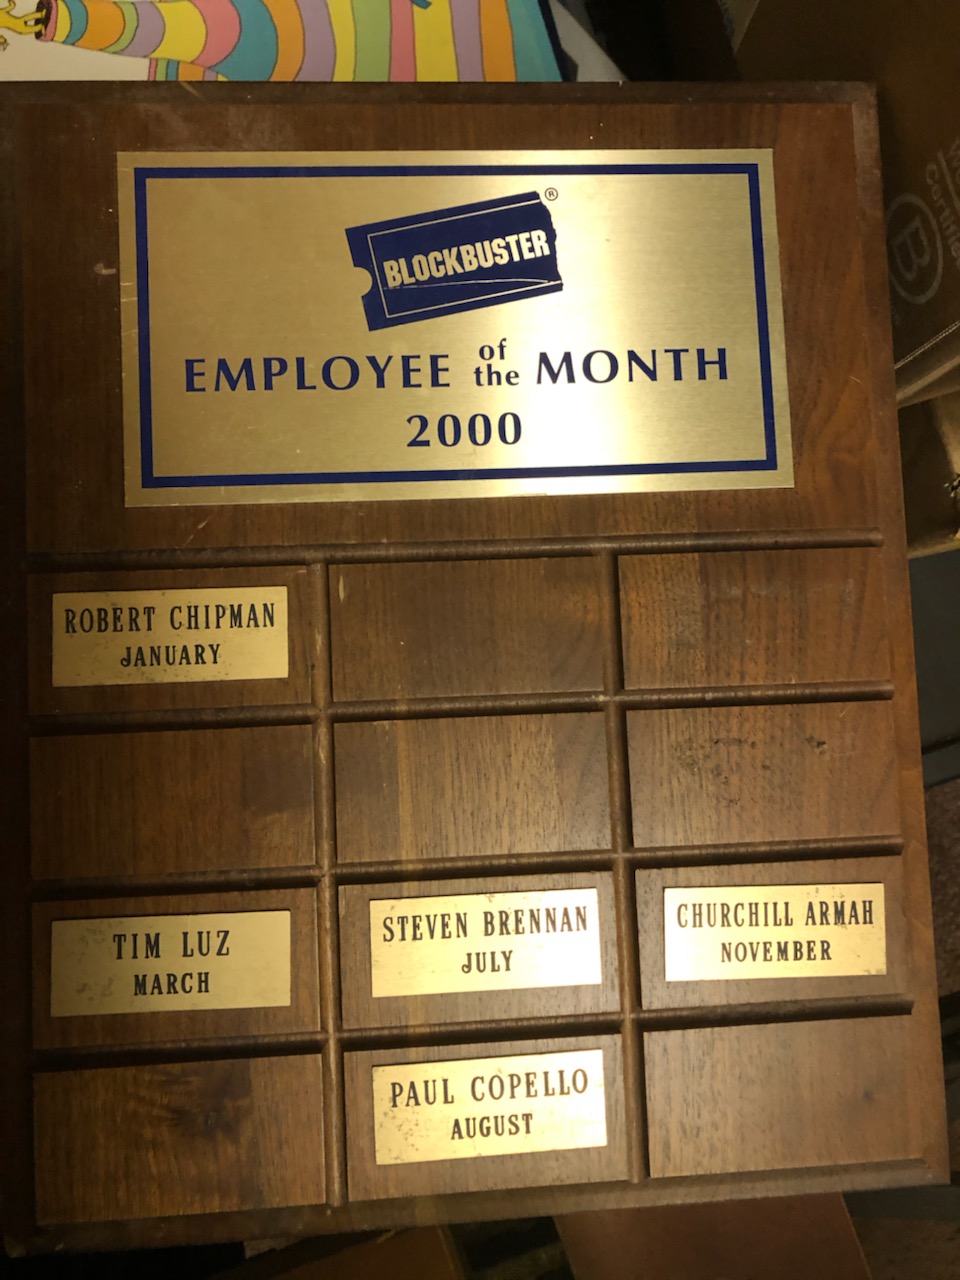 BLOCKBUSTER®
EMPLOYEE of the MONTH
2000
ROBERT CHIPMAN
JANUARY
TIM LUZ
MARCH
STEVEN BRENNAN
JULY
CHURCHILL ARMAH
NOVEMBER
PAUL COPELLO
AUGUST
B